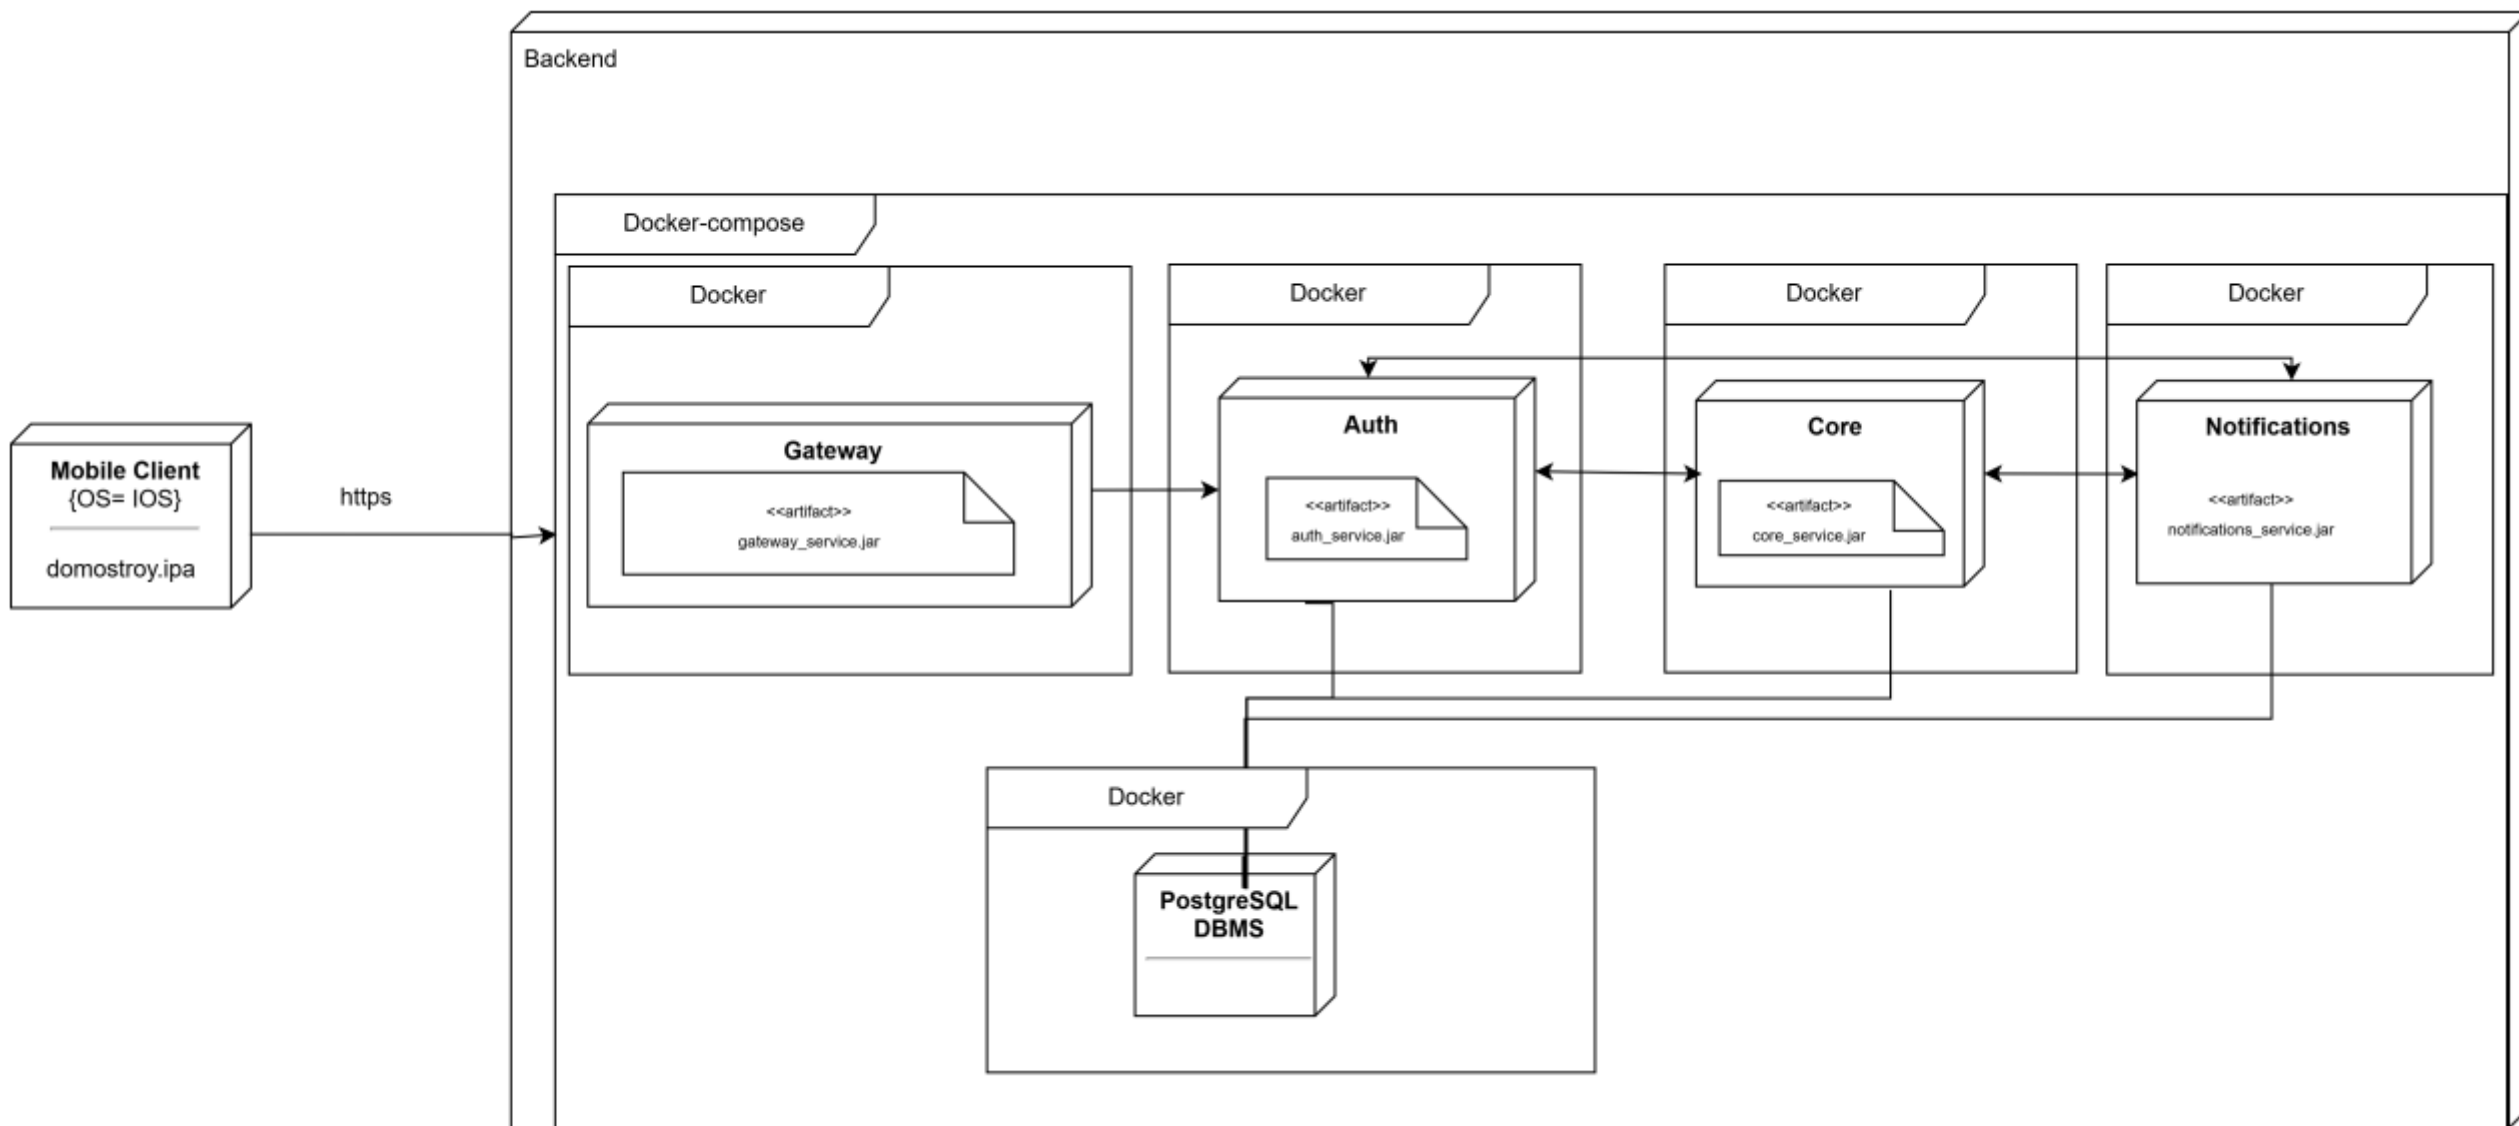 Backend
Docker-compose
Docker
Docker
Docker
Docker
Mobile Client
{OS= IOS}
domostroy.ipa
https
Gateway
<<artifact>>
gateway_service.jar
Auth
<<artifact>>
auth_service.jar
Core
<<artifact>>
core_service.jar
Notifications
<<artifact>>
notifications_service.jar
Docker
PostgreSQL
DBMS